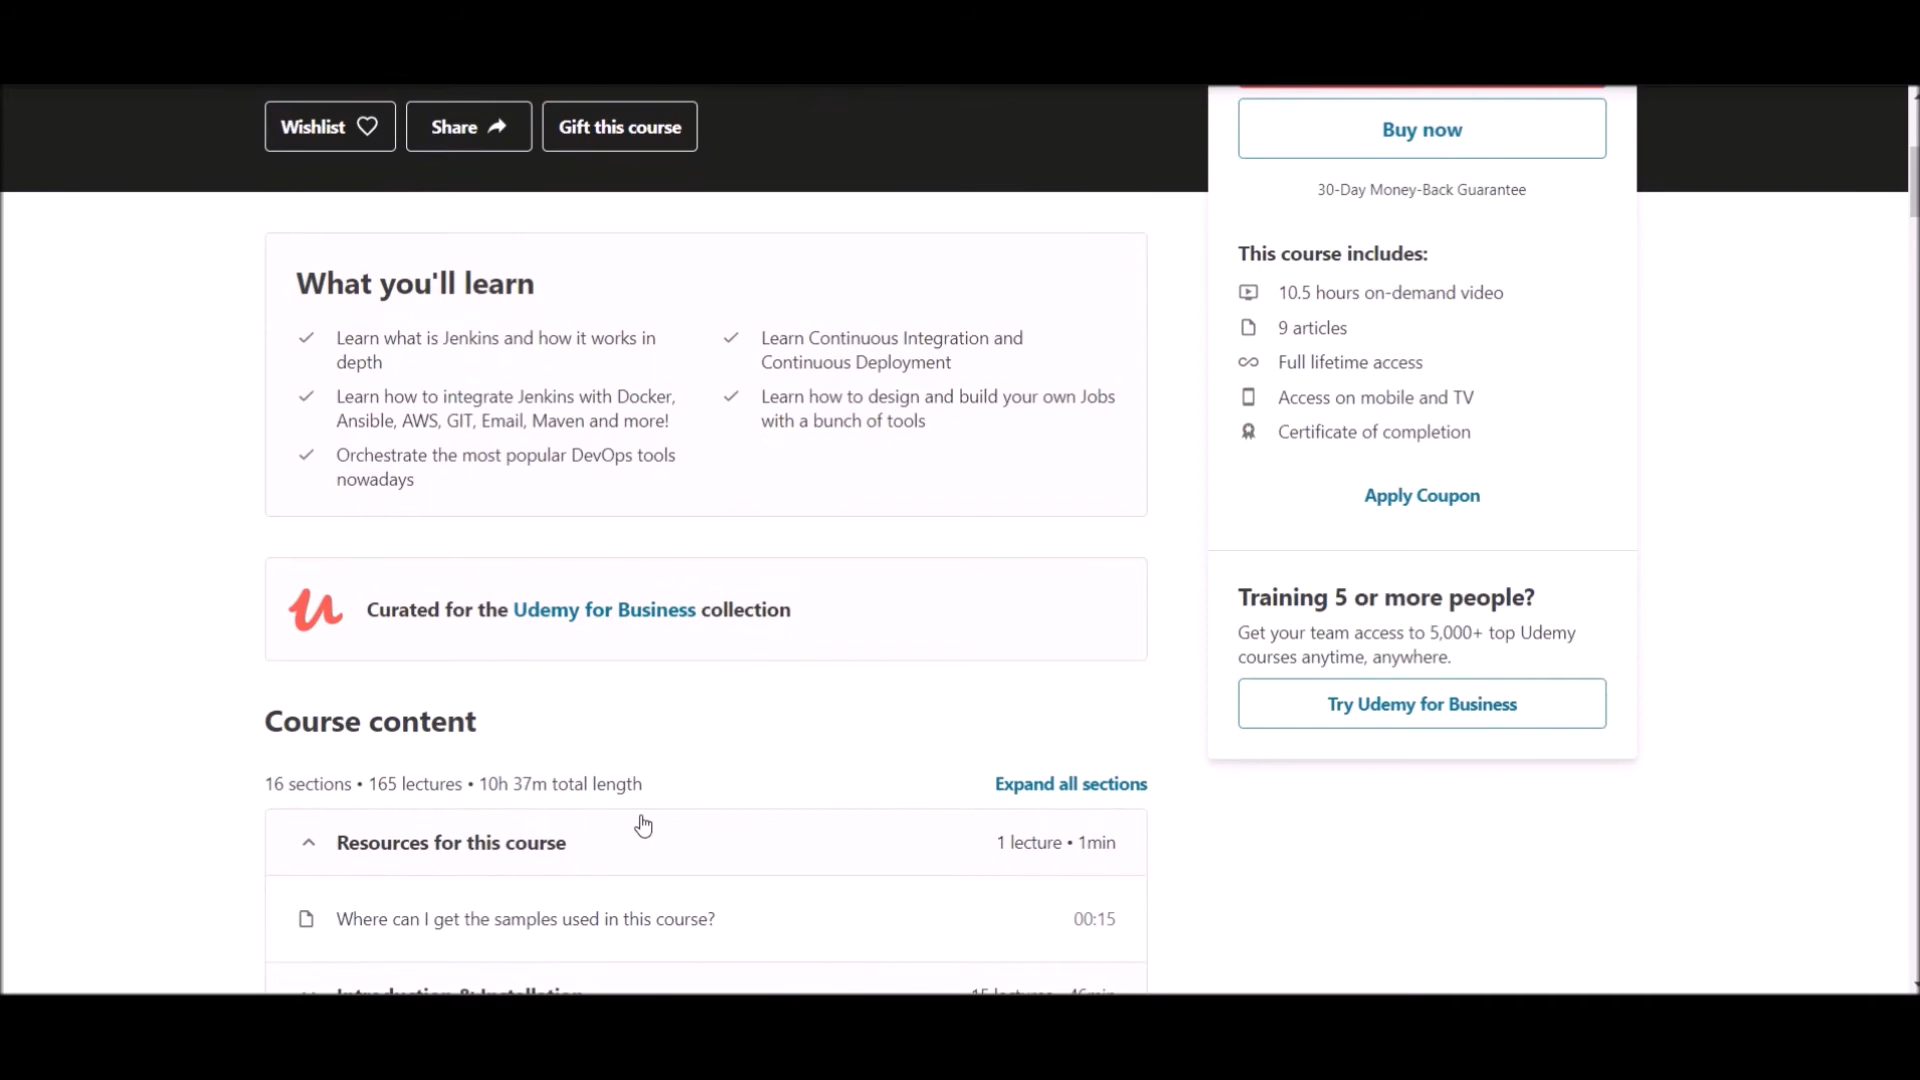 Wishlist
Share
Gift this course
Buy now
30-Day Money-Back Guarantee
What you'll learn
Learn what is Jenkins and how it works in
depth
Learn how to integrate Jenkins with Docker,
Ansible, AWS, GIT, Email, Maven and more!
Orchestrate the most popular DevOps tools
nowadays
Learn Continuous Integration and
Continuous Deployment
Learn how to design and build your own Jobs
with a bunch of tools
This course includes:
10.5 hours on-demand video
9 articles
Full lifetime access
Access on mobile and TV
Certificate of completion
Apply Coupon
Training 5 or more people?
Get your team access to 5,000+ top Udemy
courses anytime, anywhere.
Try Udemy for Business
Curated for the Udemy for Business collection
Course content
16 sections • 165 lectures • 10h 37m total length
Expand all sections
Resources for this course
1 lecture • 1min
Where can I get the samples used in this course?
00:15
Introduction & Installation